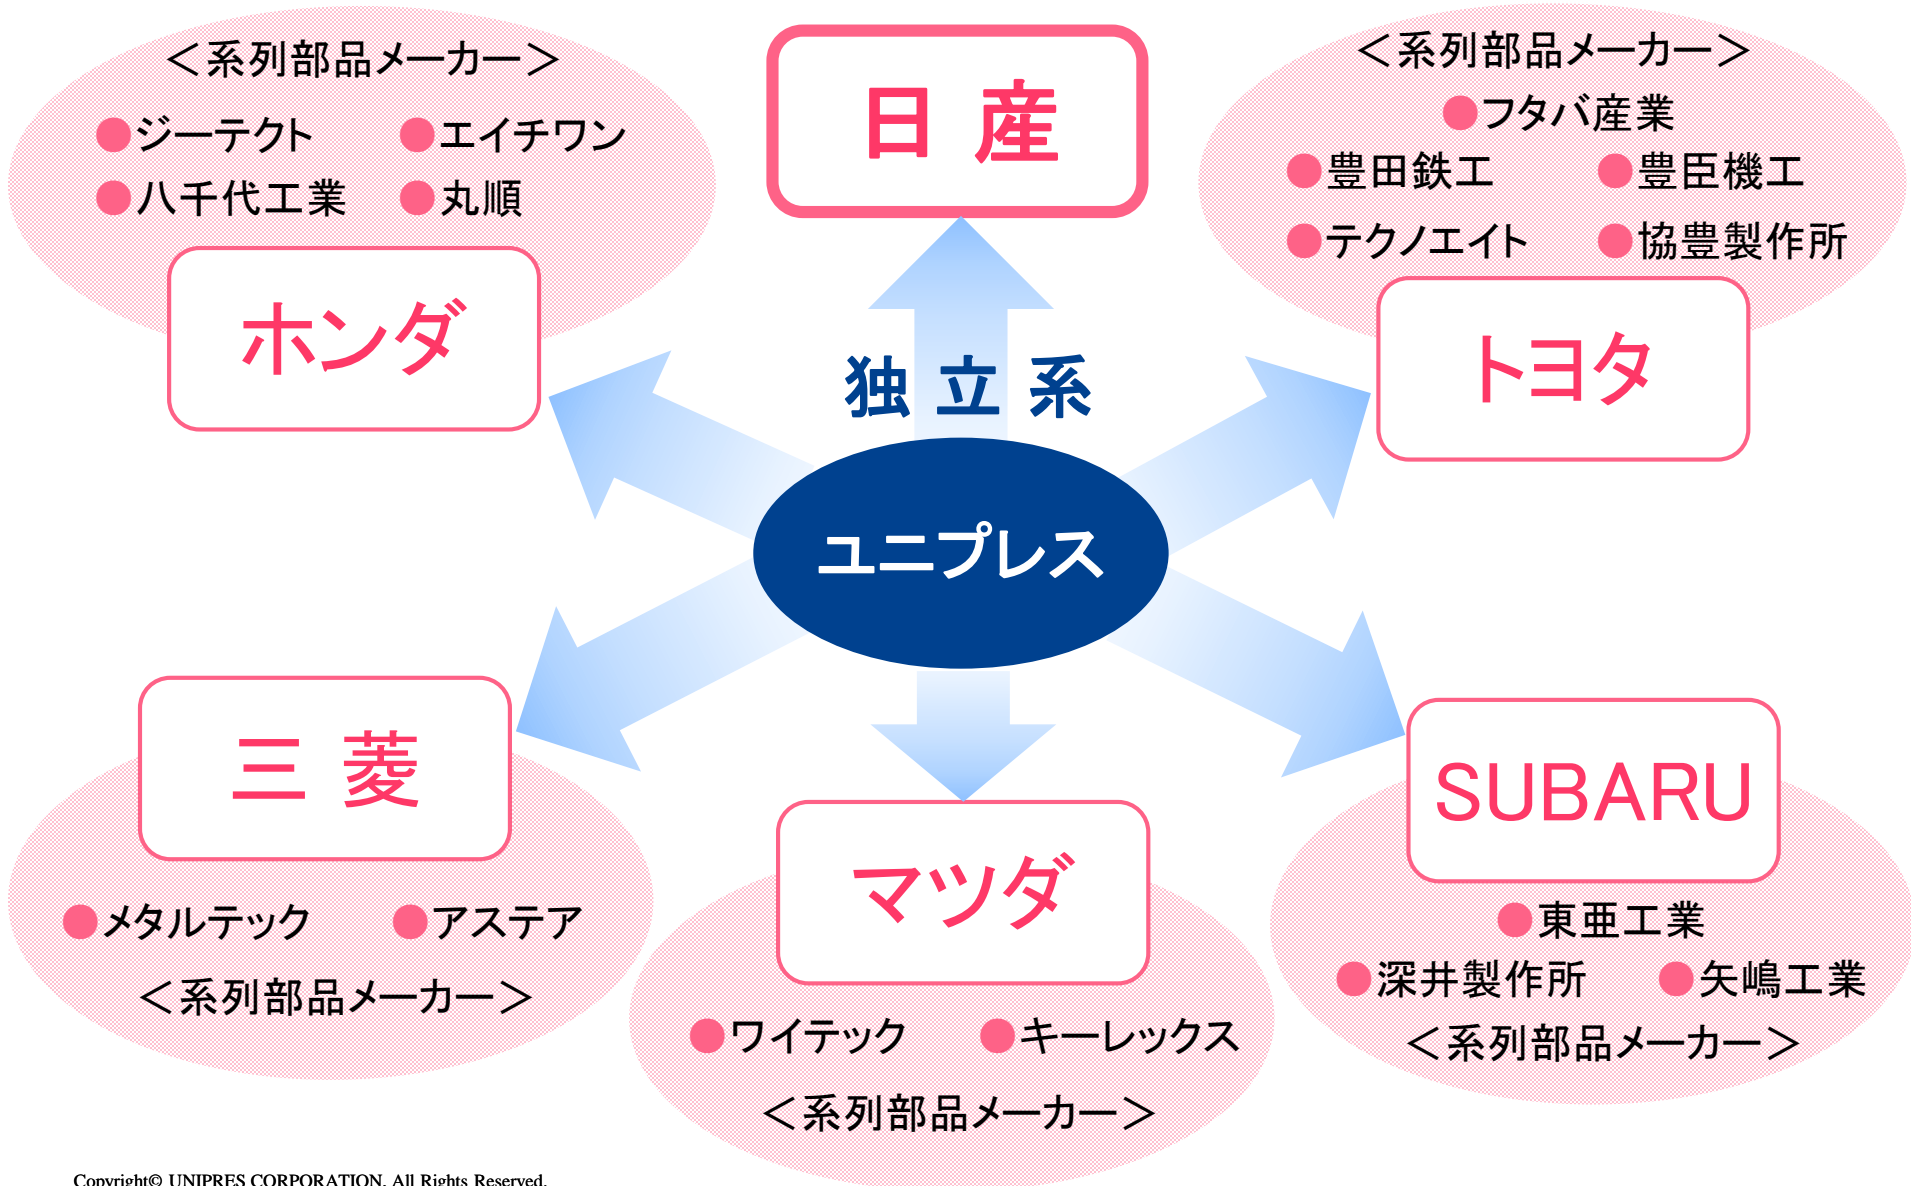 ＜系列部品メーカー＞
●ジーテクト ●エイチワン
●八千代工業 ●丸順
ホンダ
日 産
＜系列部品メーカー＞
●フタバ産業
●豊田鉄工 ●豊臣機工
●テクノエイト ●協豊製作所
トヨタ
独 立 系
ユニプレス
三 菱
●メタルテック ●アステア
＜系列部品メーカー＞
マツダ
●ワイテック ●キーレックス
＜系列部品メーカー＞
SUBARU
●東亜工業
●深井製作所 ●矢嶋工業
＜系列部品メーカー＞
Copyright© UNIPRES CORPORATION. All Rights Reserved.